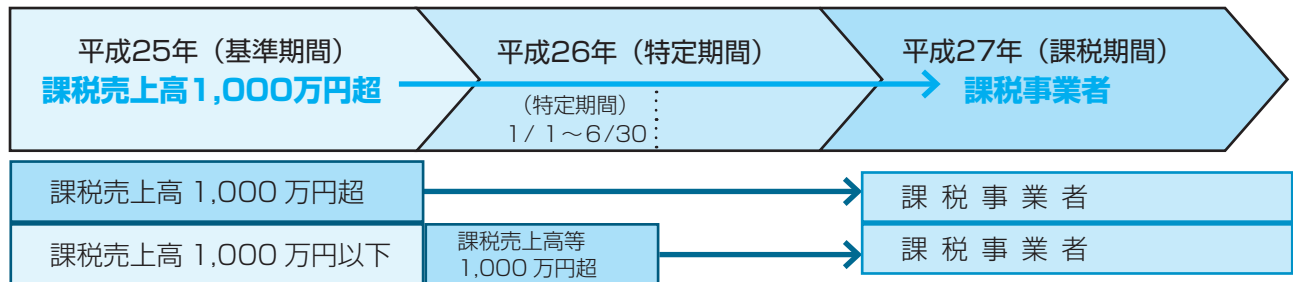 平成25年（基準期間）
課税売上高1,000万円超
平成26年（特定期間）
（特定期間）
1/ 1～6/30
平成27年（課税期間）
課税事業者
課税売上高 1,000 万円超
課 税 事 業 者
課税売上高 1,000 万円以下
課税売上高等
1,000 万円超
課 税 事 業 者